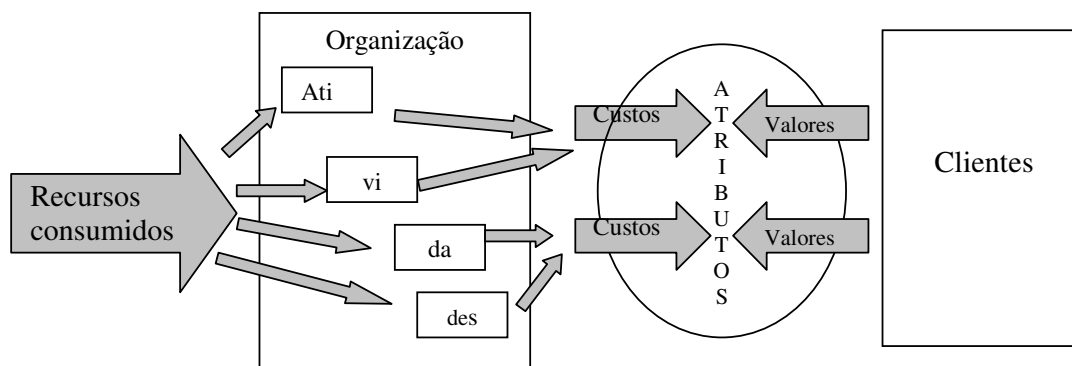 Organização
Ati
vi
da
des
Recursos
consumidos
Custos
Custos
A
T
R
I
B
U
T
O
S
Valores
Valores
Clientes